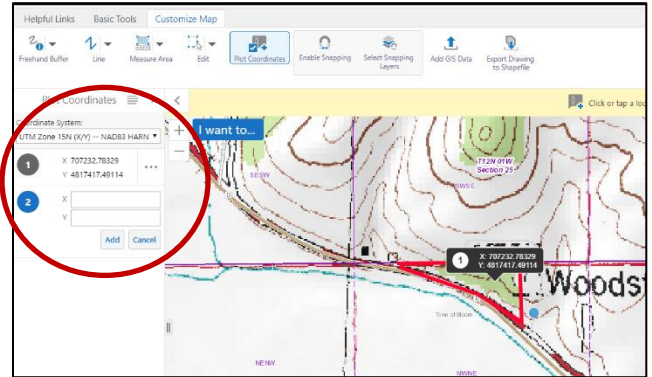 Helpful Links Basic Tools Customize Map
Freehand Buffer Line Measure Area Edit Plot Coordinates Enable Snapping Select Snapping Layers Add GIS Data Export Drawing to Shapefile
Plot Coordinates
Click or tap a loc
Coordinate System:
UTM Zone 15N (X/Y) -- NAD83 HARN
I want to...
1 X 707232.78329
Y 4817417.49114
2 X
Y
Add Cancel
T12N 01W
Section 25
SESW
SWSE
1 X: 707232.78329
Y: 4817417.49114
Woods
Town of Bloom
NENW
NWNE